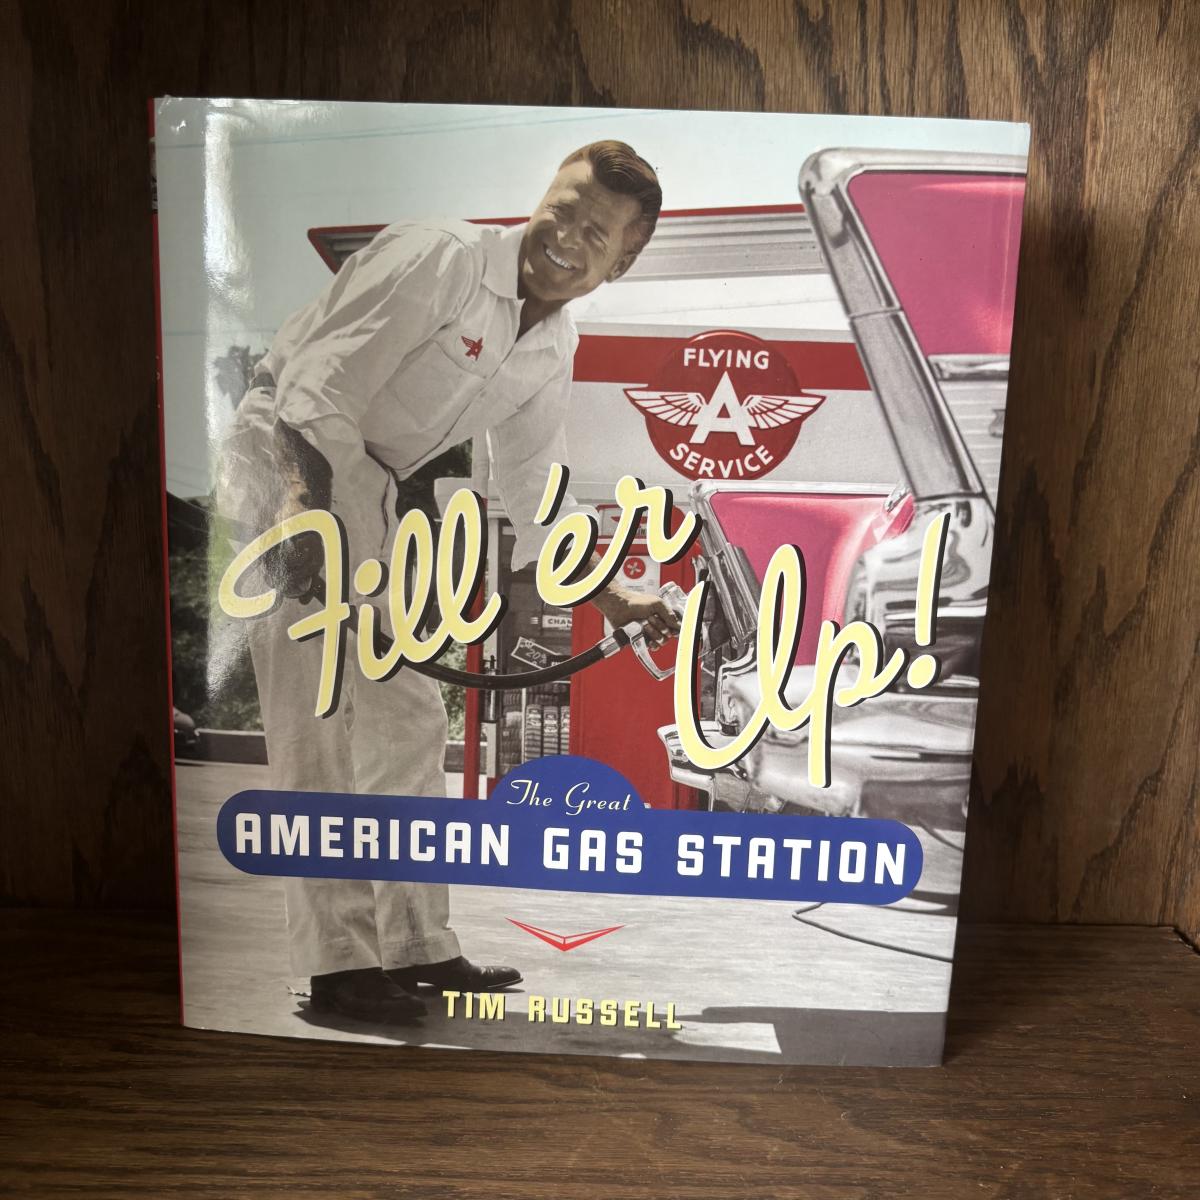 FLYING
A
SERVICE
Fill 'er
Up!
The Great
AMERICAN GAS STATION
TIM RUSSELL